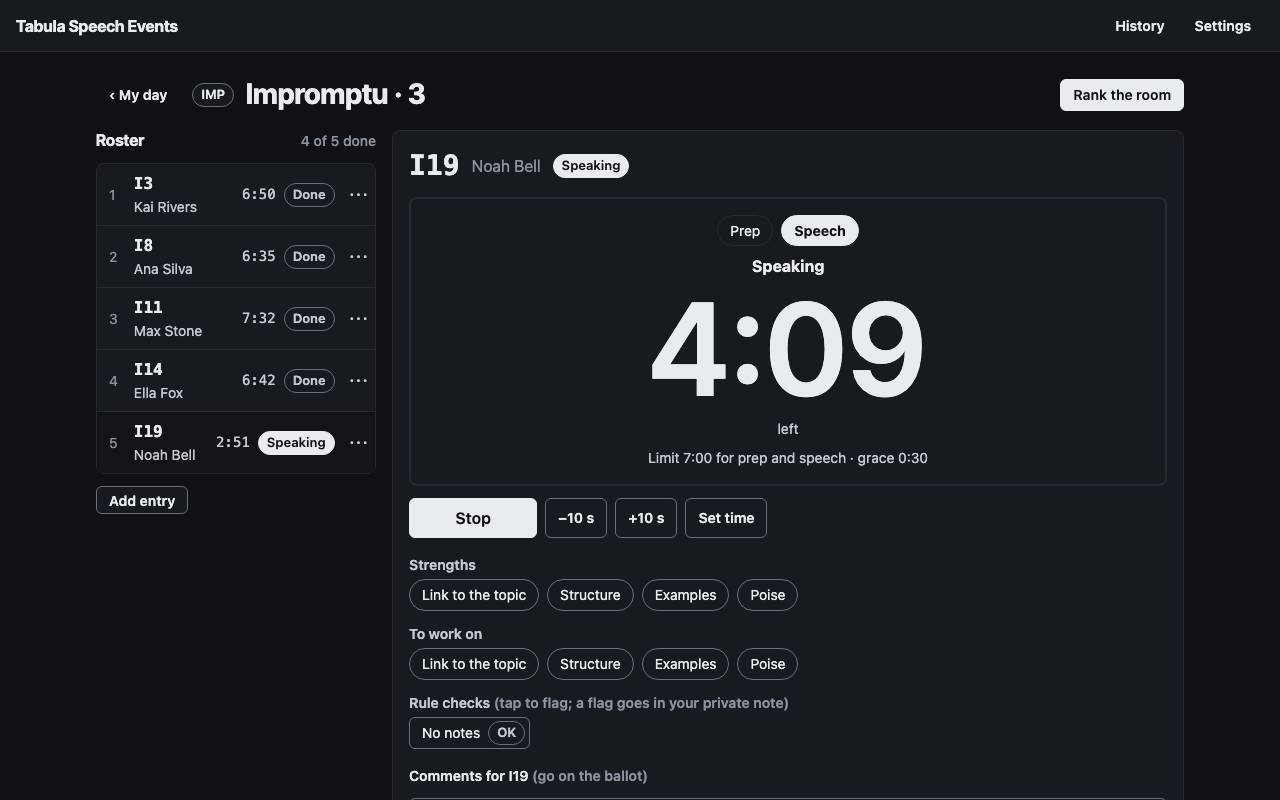 Tabula Speech Events
History
Settings
‹ My day
IMP
Impromptu · 3
Rank the room
Roster
4 of 5 done
1
I3
Kai Rivers
6:50
Done
···
2
I8
Ana Silva
6:35
Done
···
3
I11
Max Stone
7:32
Done
···
4
I14
Ella Fox
6:42
Done
···
5
I19
Noah Bell
2:51
Speaking
···
Add entry
I19
Noah Bell
Speaking
Prep
Speech
Speaking
4:09
left
Limit 7:00 for prep and speech · grace 0:30
Stop
−10 s
+10 s
Set time
Strengths
Link to the topic
Structure
Examples
Poise
To work on
Link to the topic
Structure
Examples
Poise
Rule checks (tap to flag; a flag goes in your private note)
No notes
OK
Comments for I19 (go on the ballot)